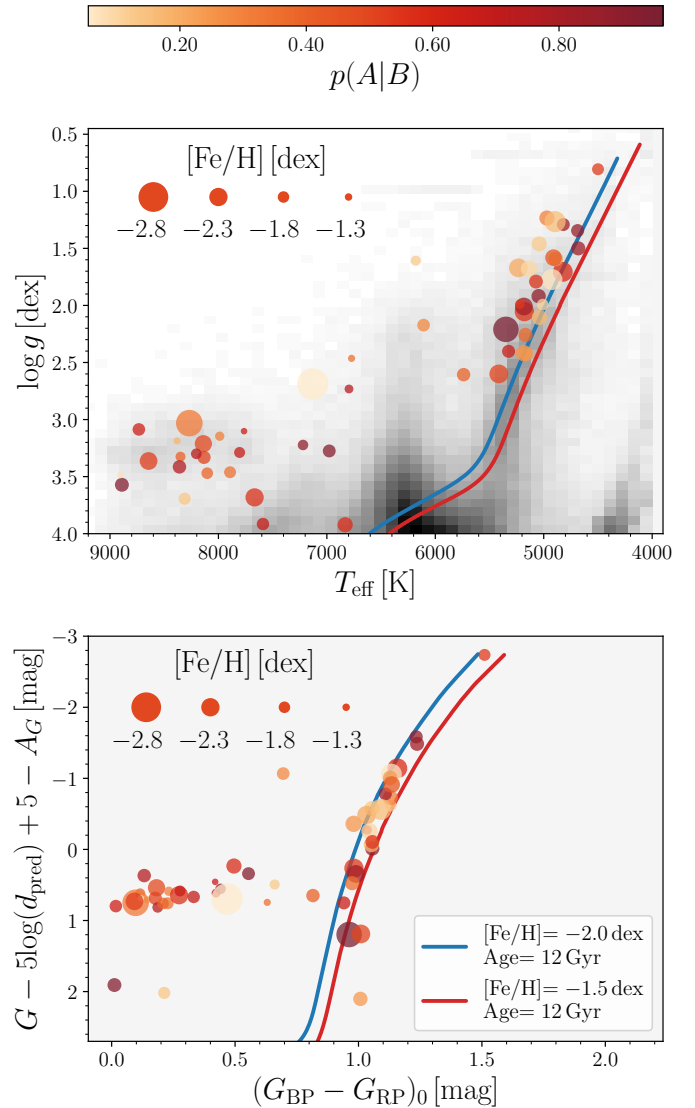 0.20 0.40 0.60 0.80
p(A|B)
[Fe/H] [dex]
−2.8 −2.3 −1.8 −1.3
0.5
1.0
1.5
2.0
2.5
3.0
3.5
4.0
log g [dex]
9000 8000 7000 6000 5000 4000
T_eff [K]
[Fe/H] [dex]
−2.8 −2.3 −1.8 −1.3
−3
−2
−1
0
1
2
G − 5log(d_pred) + 5 − A_G [mag]
[Fe/H]= −2.0 dex
Age= 12 Gyr
[Fe/H]= −1.5 dex
Age= 12 Gyr
0.0 0.5 1.0 1.5 2.0
(G_BP − G_RP)_0 [mag]